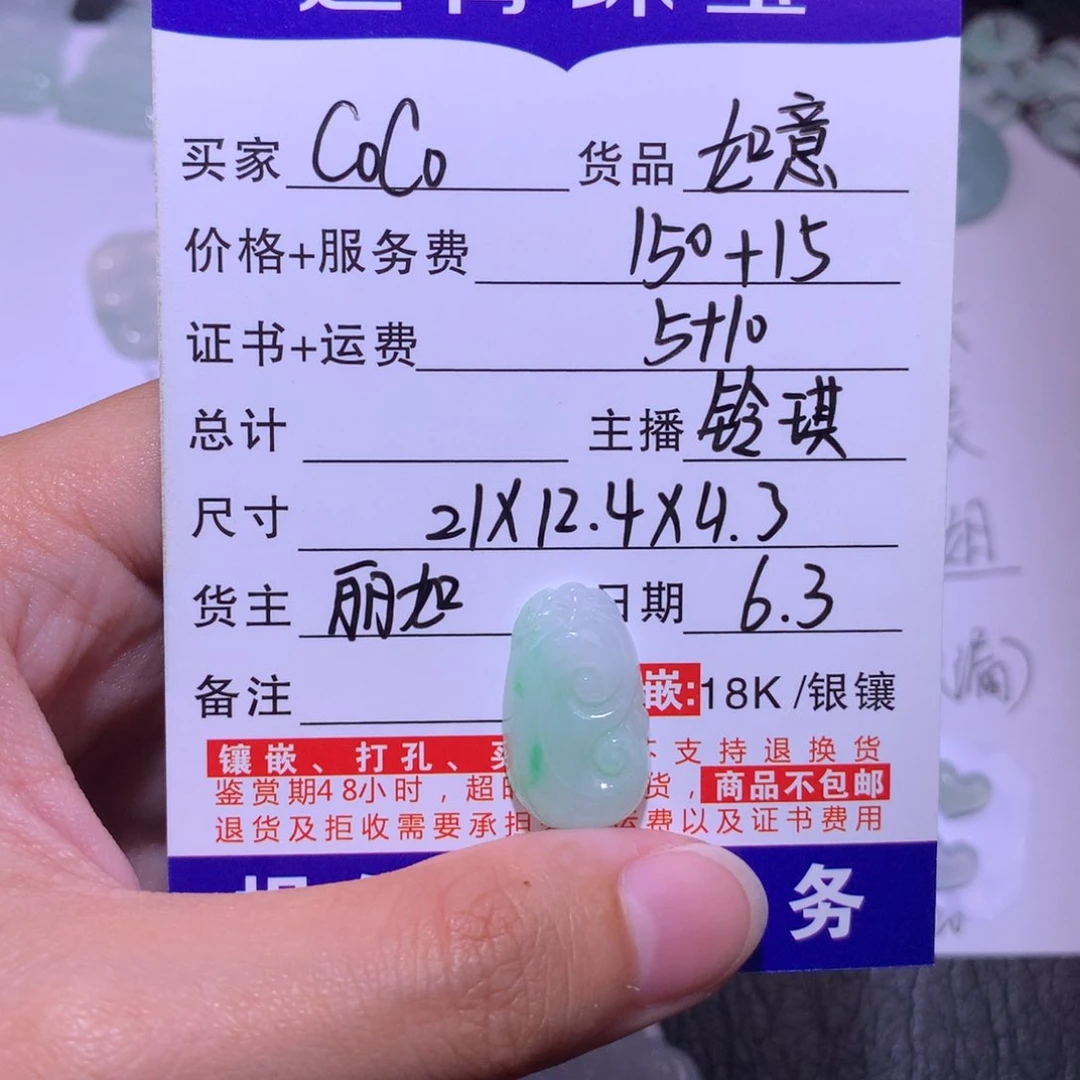 买家 CoCo 货品 如意
价格+服务费 150+15
证书+运费 5+10
总计 主播 铃琪
尺寸 21X12.4X4.3
货主 丽加 日期 6.3
备注 嵌:18K/银镶
镶嵌、打孔、支持退换货
鉴赏期48小时，超 货，商品不包邮
退货及拒收需要承担 运费以及证书费用
务